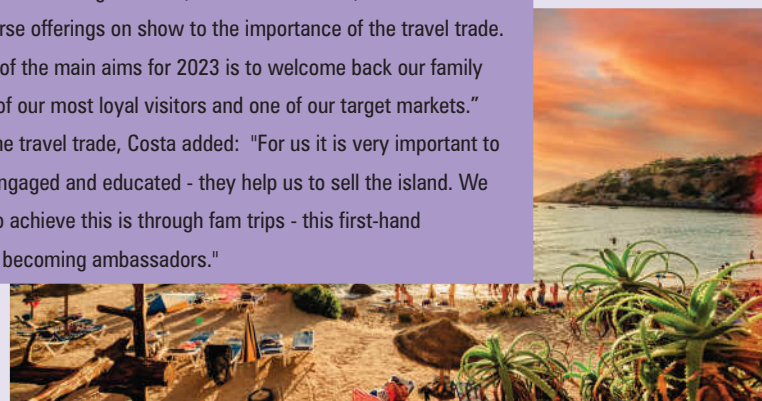 rse offerings on show to the importance of the travel trade.
of the main aims for 2023 is to welcome back our family
of our most loyal visitors and one of our target markets.”
he travel trade, Costa added:  "For us it is very important to
ngaged and educated - they help us to sell the island. We
o achieve this is through fam trips - this first-hand
becoming ambassadors."